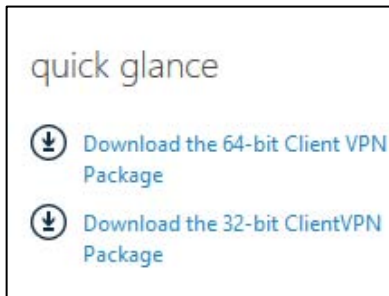 quick glance
Download the 64-bit Client VPN
Package
Download the 32-bit ClientVPN
Package